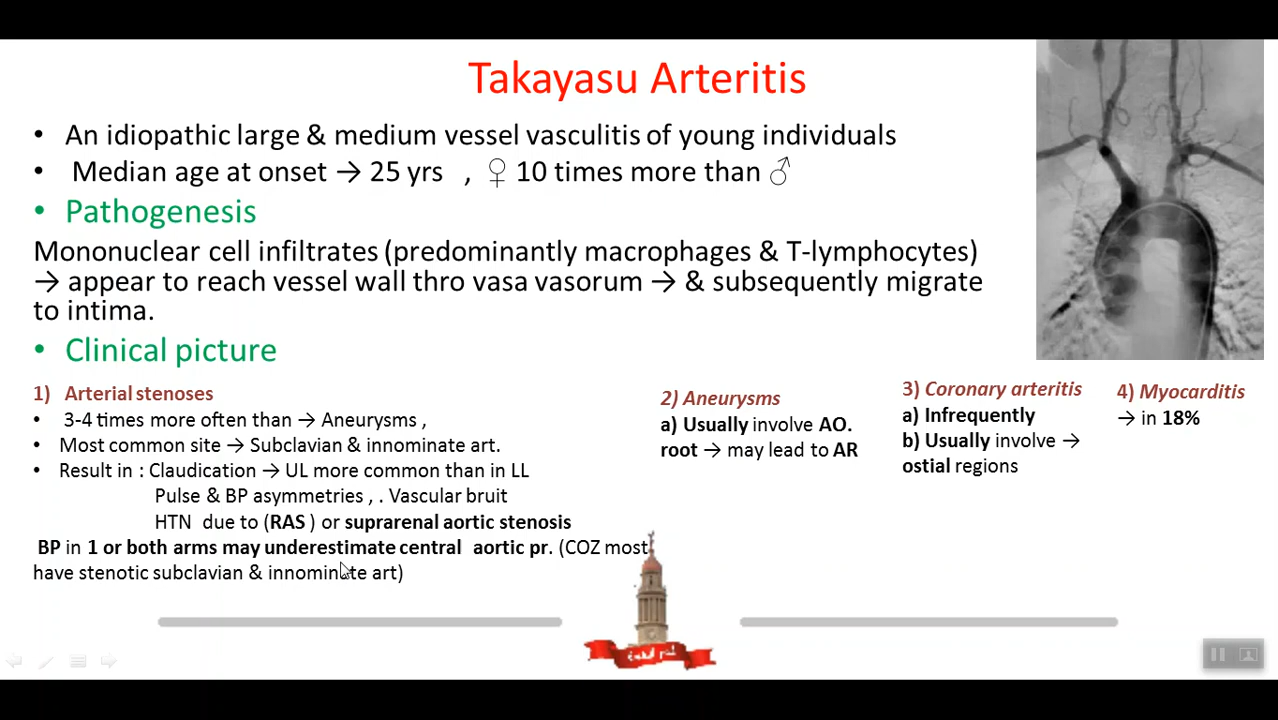 Takayasu Arteritis
• An idiopathic large & medium vessel vasculitis of young individuals
• Median age at onset → 25 yrs , ♀ 10 times more than ♂
• Pathogenesis
Mononuclear cell infiltrates (predominantly macrophages & T-lymphocytes)
→ appear to reach vessel wall thro vasa vasorum → & subsequently migrate
to intima.
• Clinical picture
1) Arterial stenoses
• 3-4 times more often than → Aneurysms ,
• Most common site → Subclavian & innominate art.
• Result in : Claudication → UL more common than in LL
Pulse & BP asymmetries , . Vascular bruit
HTN due to (RAS ) or suprarenal aortic stenosis
BP in 1 or both arms may underestimate central aortic pr. (COZ most
have stenotic subclavian & innominate art)
2) Aneurysms
a) Usually involve AO.
root → may lead to AR
3) Coronary arteritis
a) Infrequently
b) Usually involve →
ostial regions
4) Myocarditis
→ in 18%